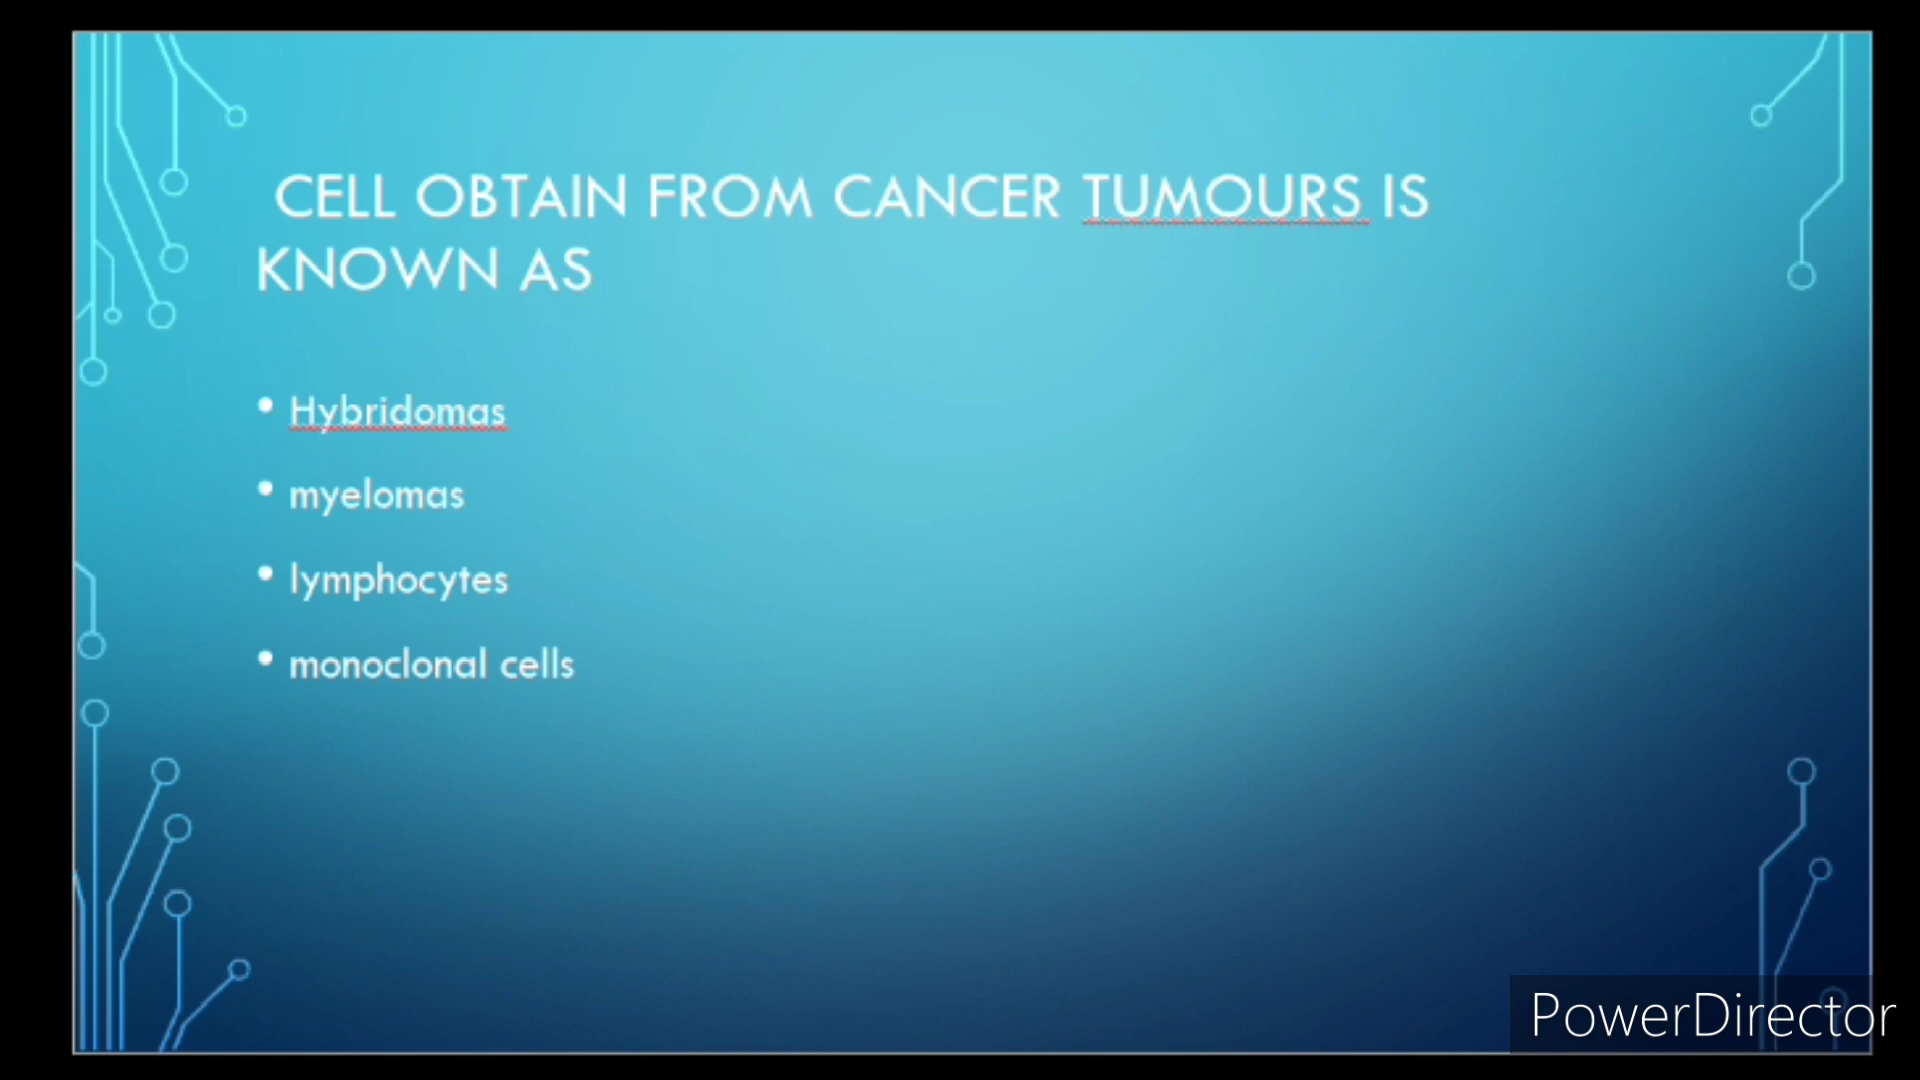 CELL OBTAIN FROM CANCER TUMOURS IS
KNOWN AS
• Hybridomas
• myelomas
• lymphocytes
• monoclonal cells
PowerDirector